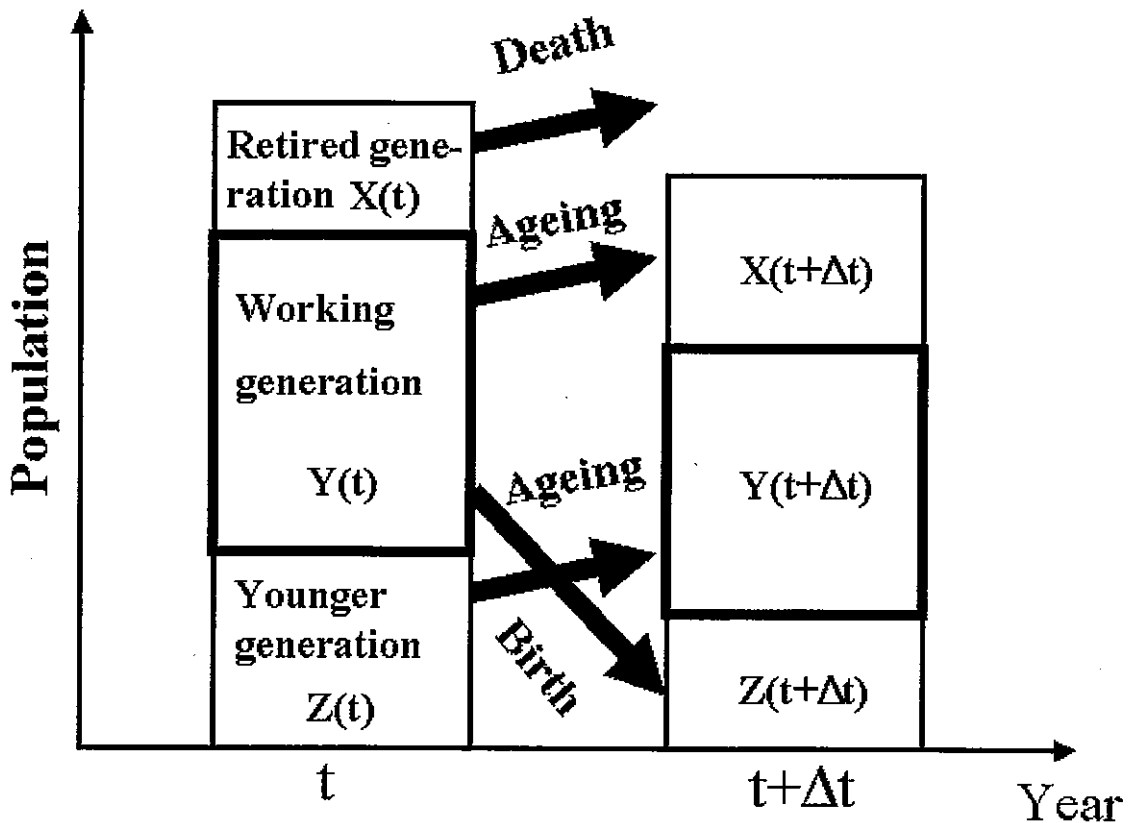 Population
Death
Retired gene-
ration X(t)
Ageing
X(t+Δt)
Working
generation
Y(t)
Ageing
Y(t+Δt)
Younger
generation
Z(t)
Birth
Z(t+Δt)
t
t+Δt
Year